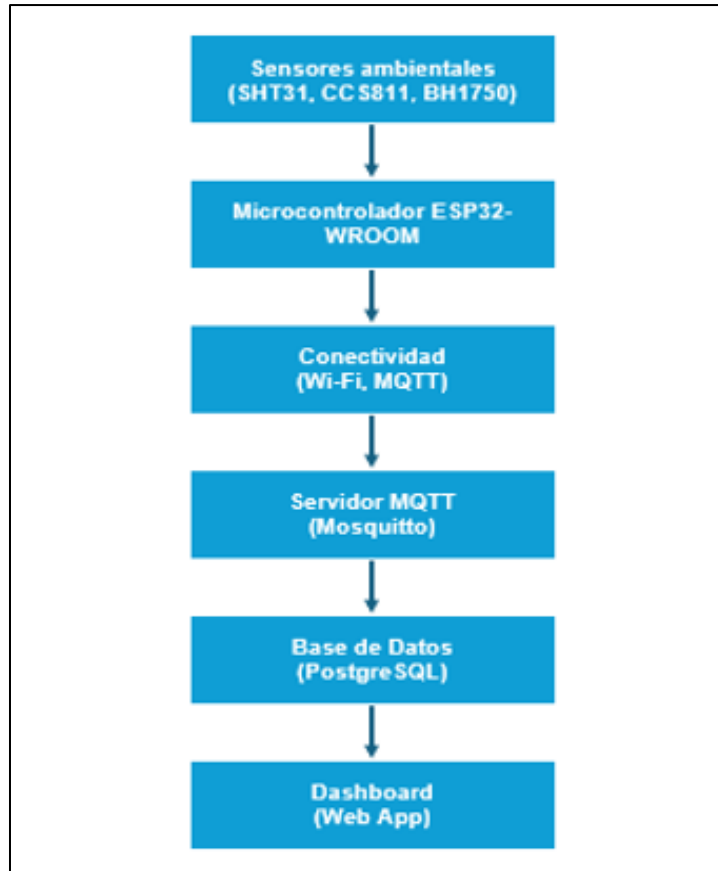 Sensores ambientales
(SHT31, CCS811, BH1750)
Microcontrolador ESP32-
WROOM
Conectividad
(Wi-Fi, MQTT)
Servidor MQTT
(Mosquitto)
Base de Datos
(PostgreSQL)
Dashboard
(Web App)